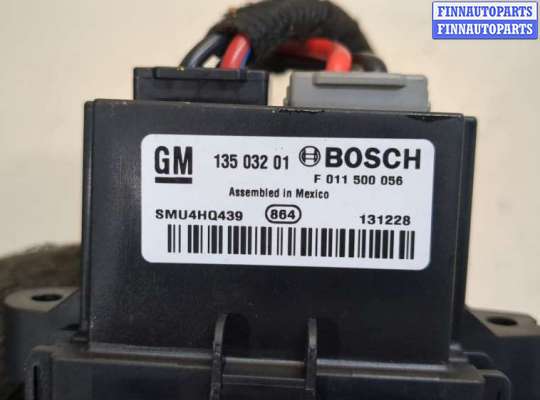 FINNAUTOPARTS
FINNAUTOPARTS
GM 135 032 01 BOSCH
F 011 500 056
Assembled in Mexico
SMU4HQ439 864 131228